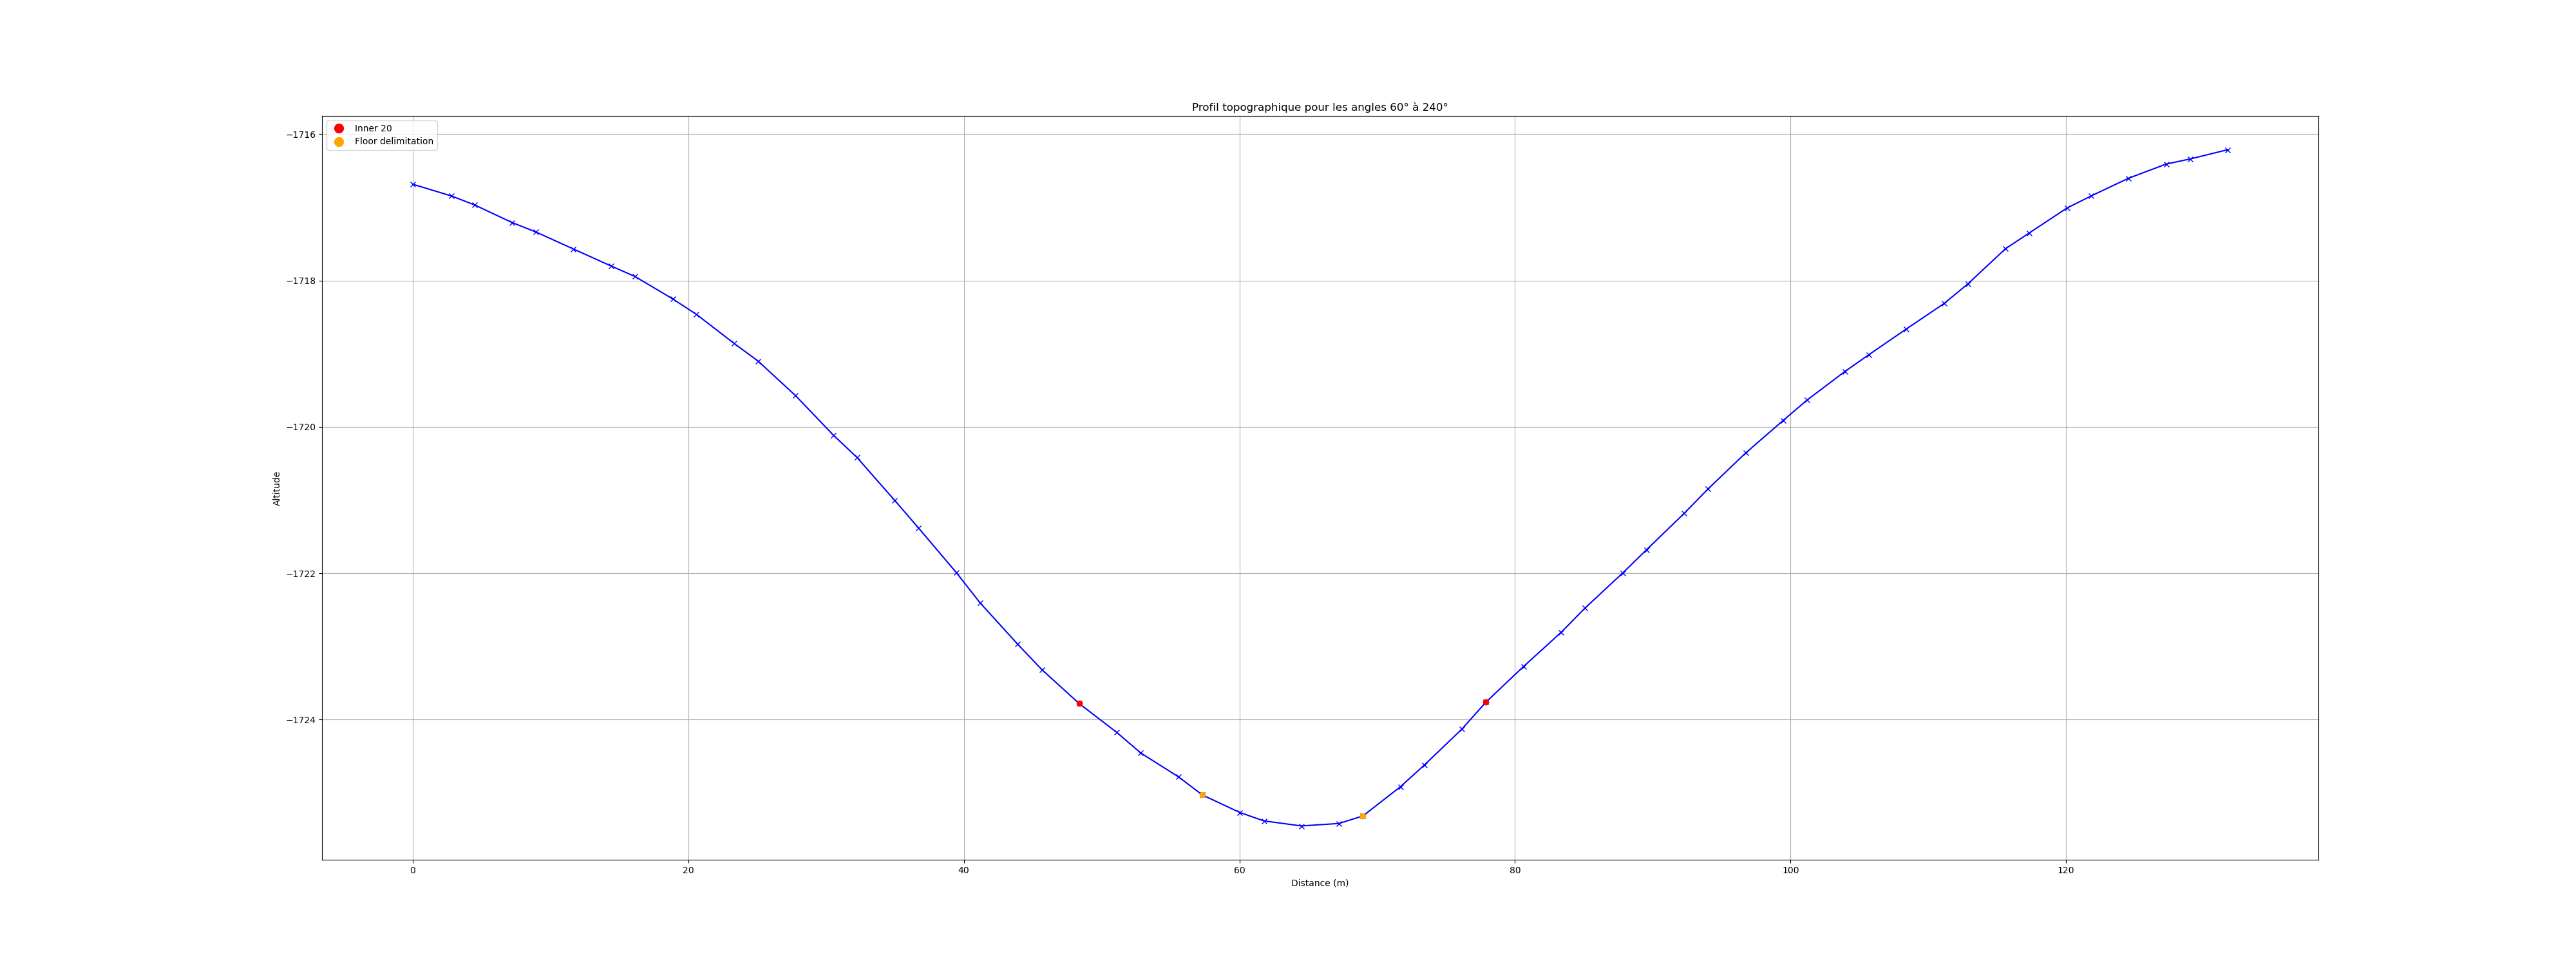 Profil topographique pour les angles 60° à 240°
Inner 20
Floor delimitation
−1716
−1718
−1720
−1722
−1724
Altitude
0 20 40 60 80 100 120
Distance (m)